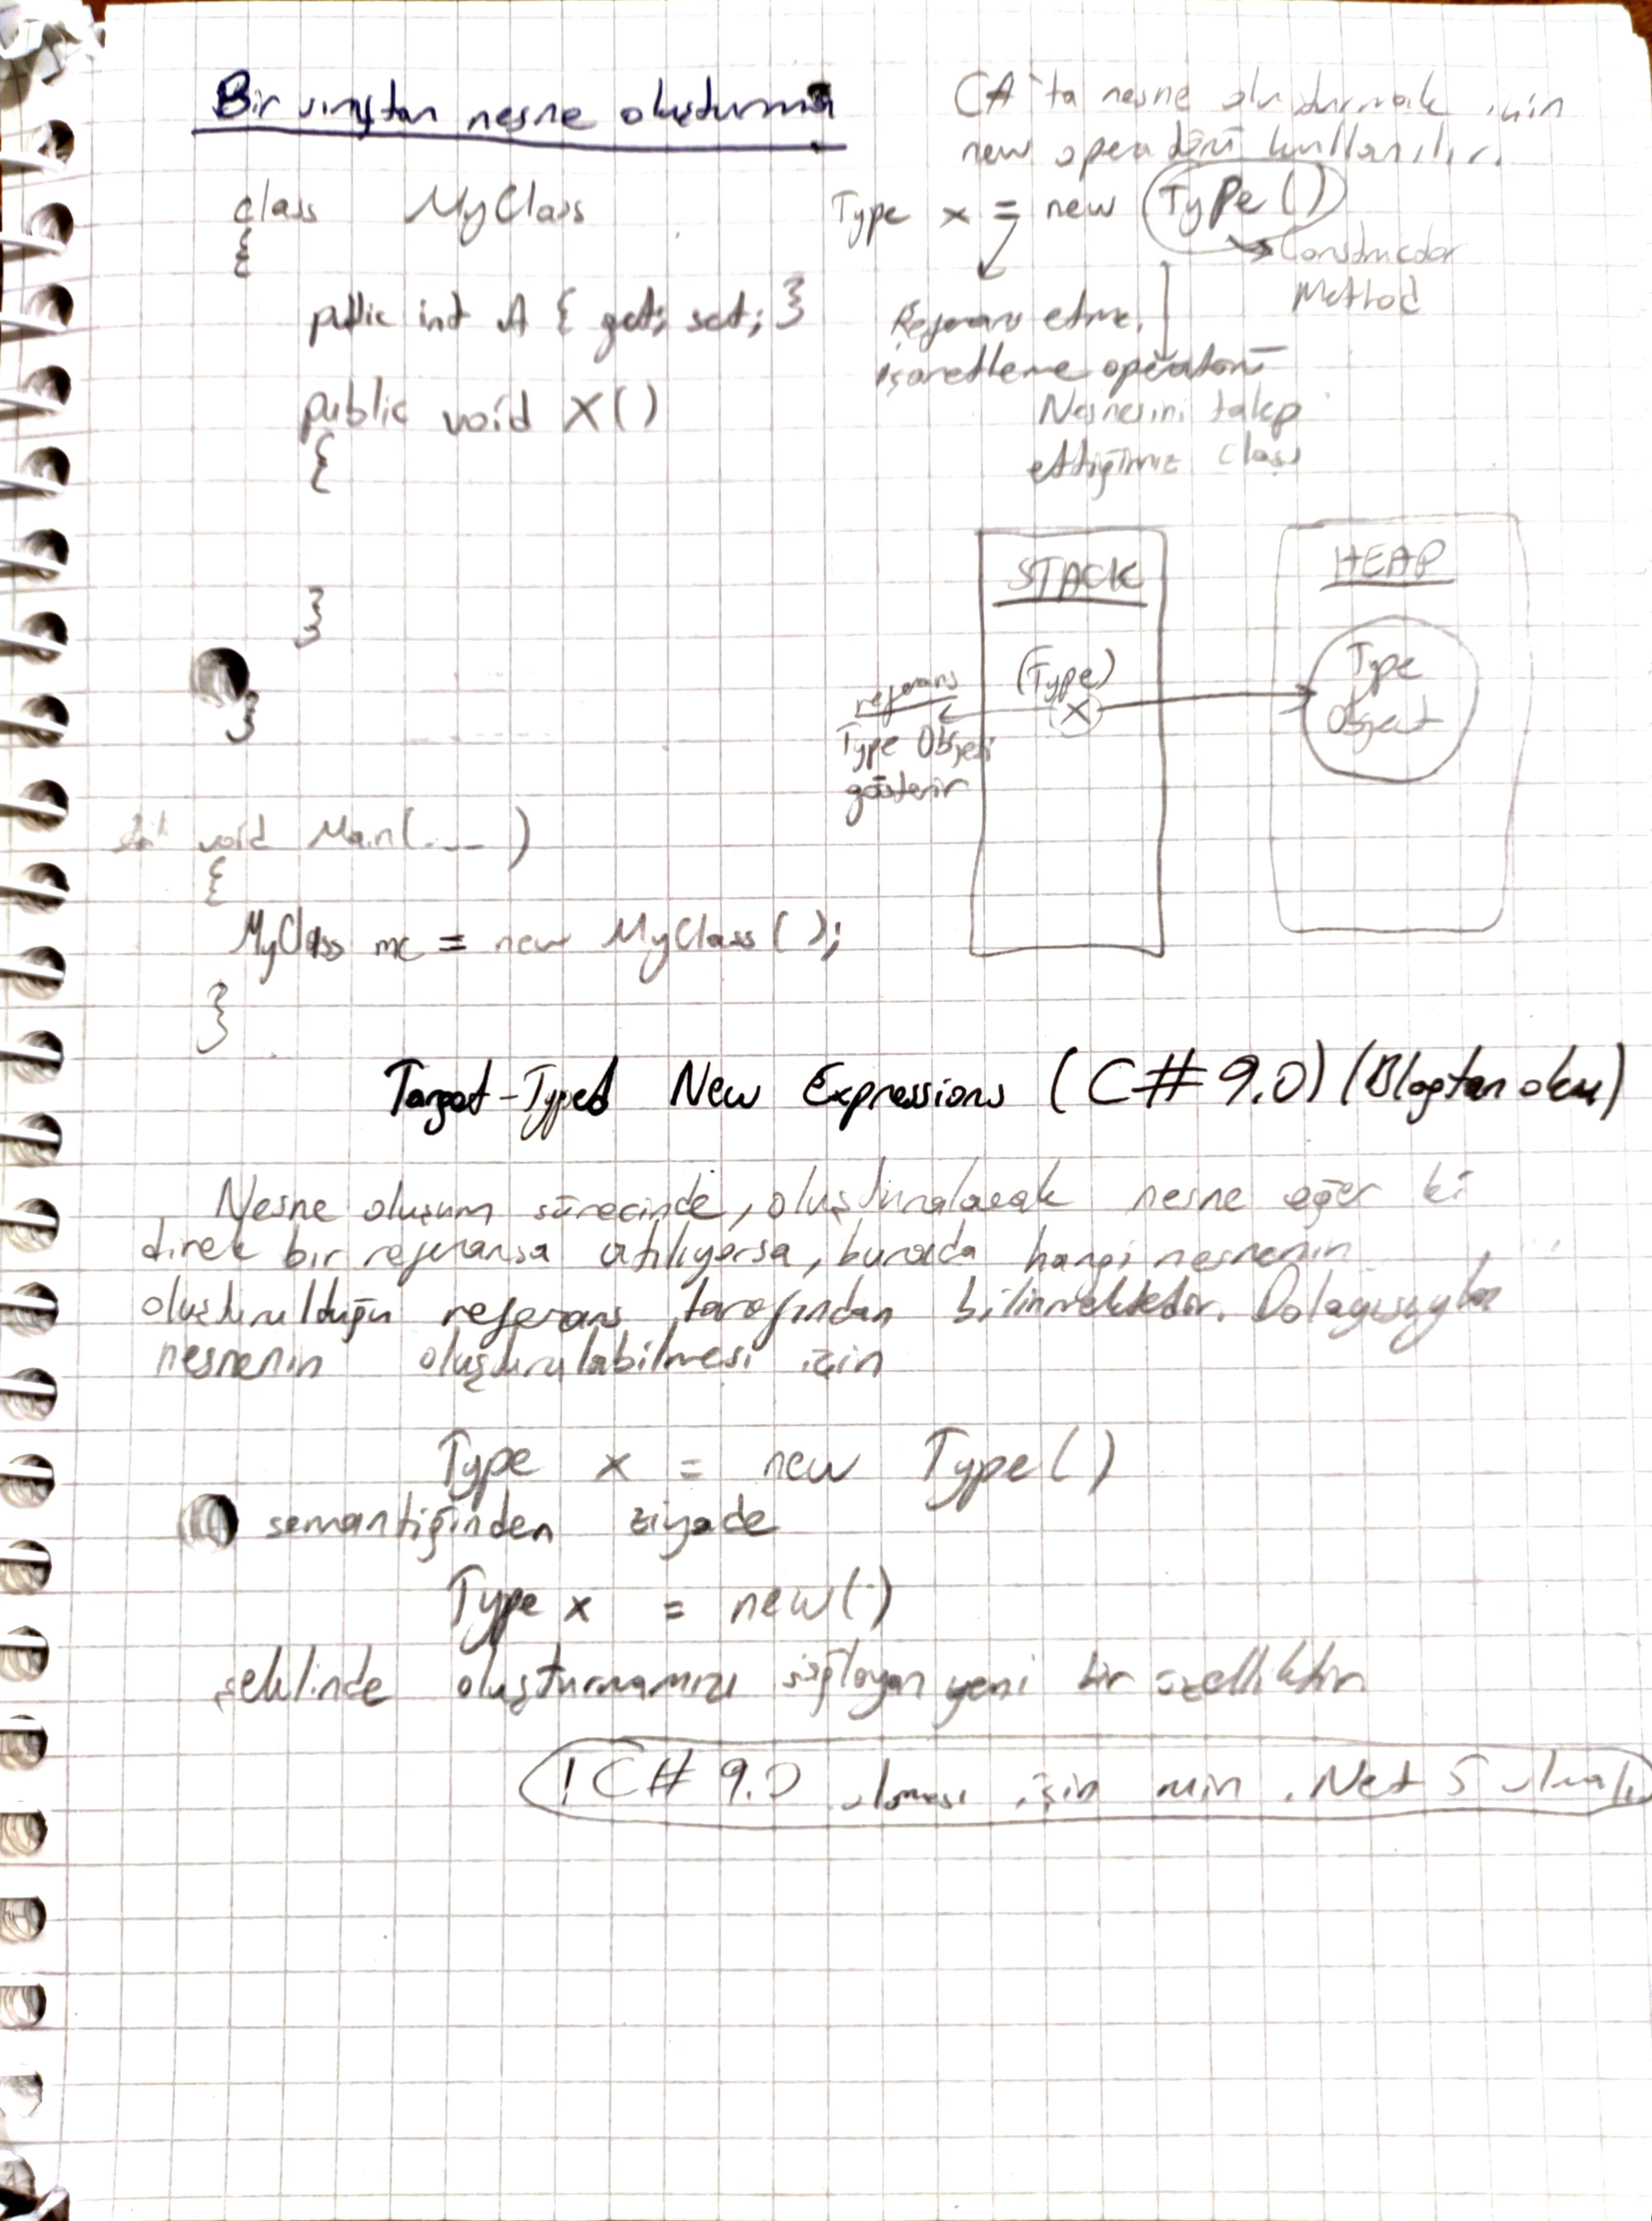 Bir sınıftan nesne oluşturma
class MyClass
{
public int A { get; set; }
public void X()
{
}
}
void Main(.__)
{
MyClass mc = new MyClass();
}
C#'ta nesne oluşturmak için
new operatörü kullanılır.
Type x = new Type()
Constructor
Method
Referans etme,
işaretleme operatörü
Nesnesini talep
ettiğimiz class
STACK
HEAP
(Type)
x
Type
Object
referans
Type Objesi
gösterir
Target-Typed New Expressions (C# 9.0) (Blogtan oku)
Nesne oluşum sürecinde, oluşturulacak nesne eğer ki
direk bir referansa atılıyorsa, burada hangi nesnenin
oluşturulduğu referans tarafından bilinmektedir. Dolayısıyla
nesnenin oluşturulabilmesi için
Type x = new Type()
semantiğinden ziyade
Type x = new()
şeklinde oluşturmamızı sağlayan yeni bir özelliktir.
! C# 9.0 olması için min .Net 5 olmalı